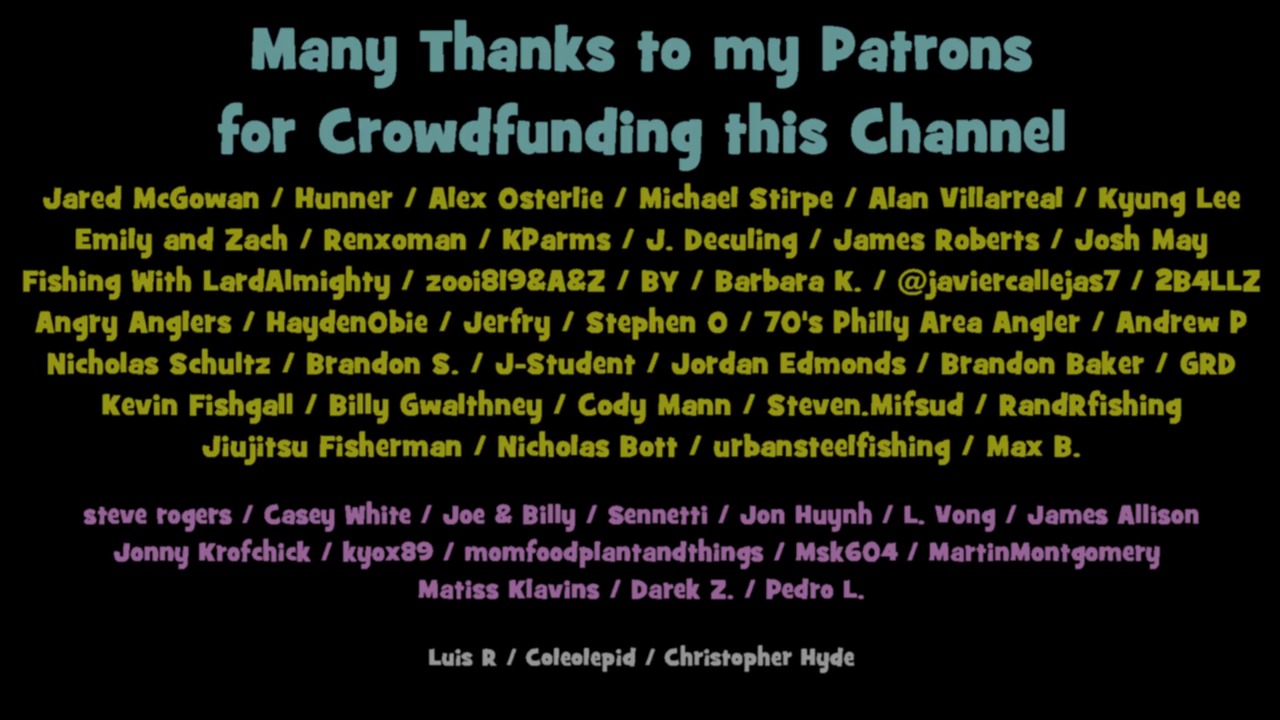 Many Thanks to my Patrons
for Crowdfunding this Channel
Jared McGowan / Hunner / Alex Osterlie / Michael Stirpe / Alan Villarreal / Kyung Lee
Emily and Zach / Renxoman / KParms / J. Deculing / James Roberts / Josh May
Fishing With LardAlmighty / zooi819&A&Z / BY / Barbara K. / @javiercallejas7 / 2B4LLZ
Angry Anglers / HaydenObie / Jerfry / Stephen O / 70's Philly Area Angler / Andrew P
Nicholas Schultz / Brandon S. / J-Student / Jordan Edmonds / Brandon Baker / GRD
Kevin Fishgall / Billy Gwalthney / Cody Mann / Steven.Mifsud / RandRfishing
Jiujitsu Fisherman / Nicholas Bott / urbansteelfishing / Max B.
steve rogers / Casey White / Joe & Billy / Sennetti / Jon Huynh / L. Vong / James Allison
Jonny Krofchick / kyox89 / momfoodplantandthings / Msk604 / MartinMontgomery
Matiss Klavins / Darek Z. / Pedro L.
Luis R / Coleolepid / Christopher Hyde